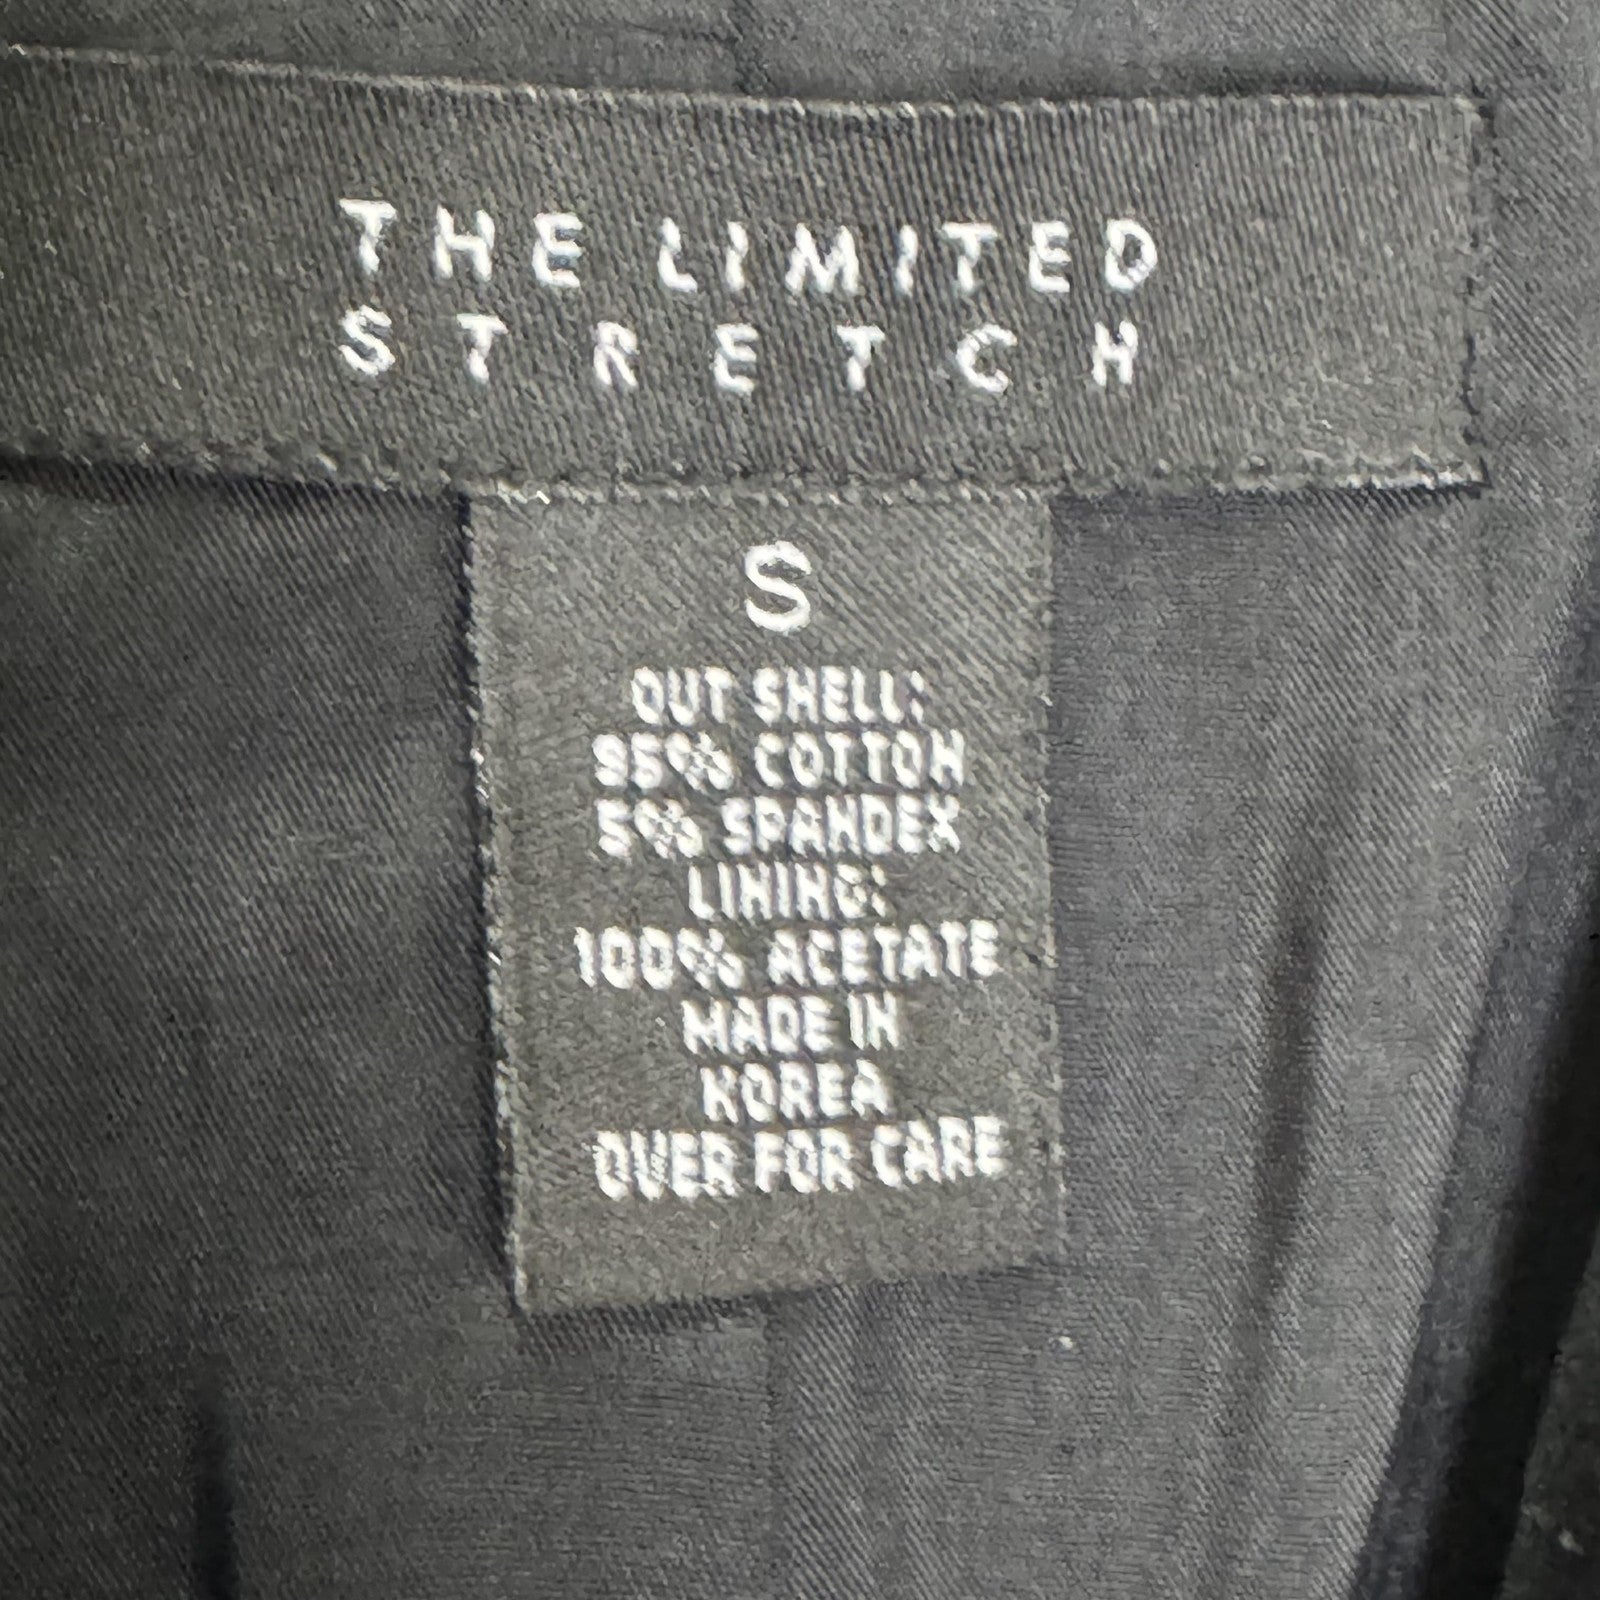 THE LIMITED
STRETCH
S
OUT SHELL:
95% COTTON
5% SPANDEX
LINING:
100% ACETATE
MADE IN
KOREA
OVER FOR CARE